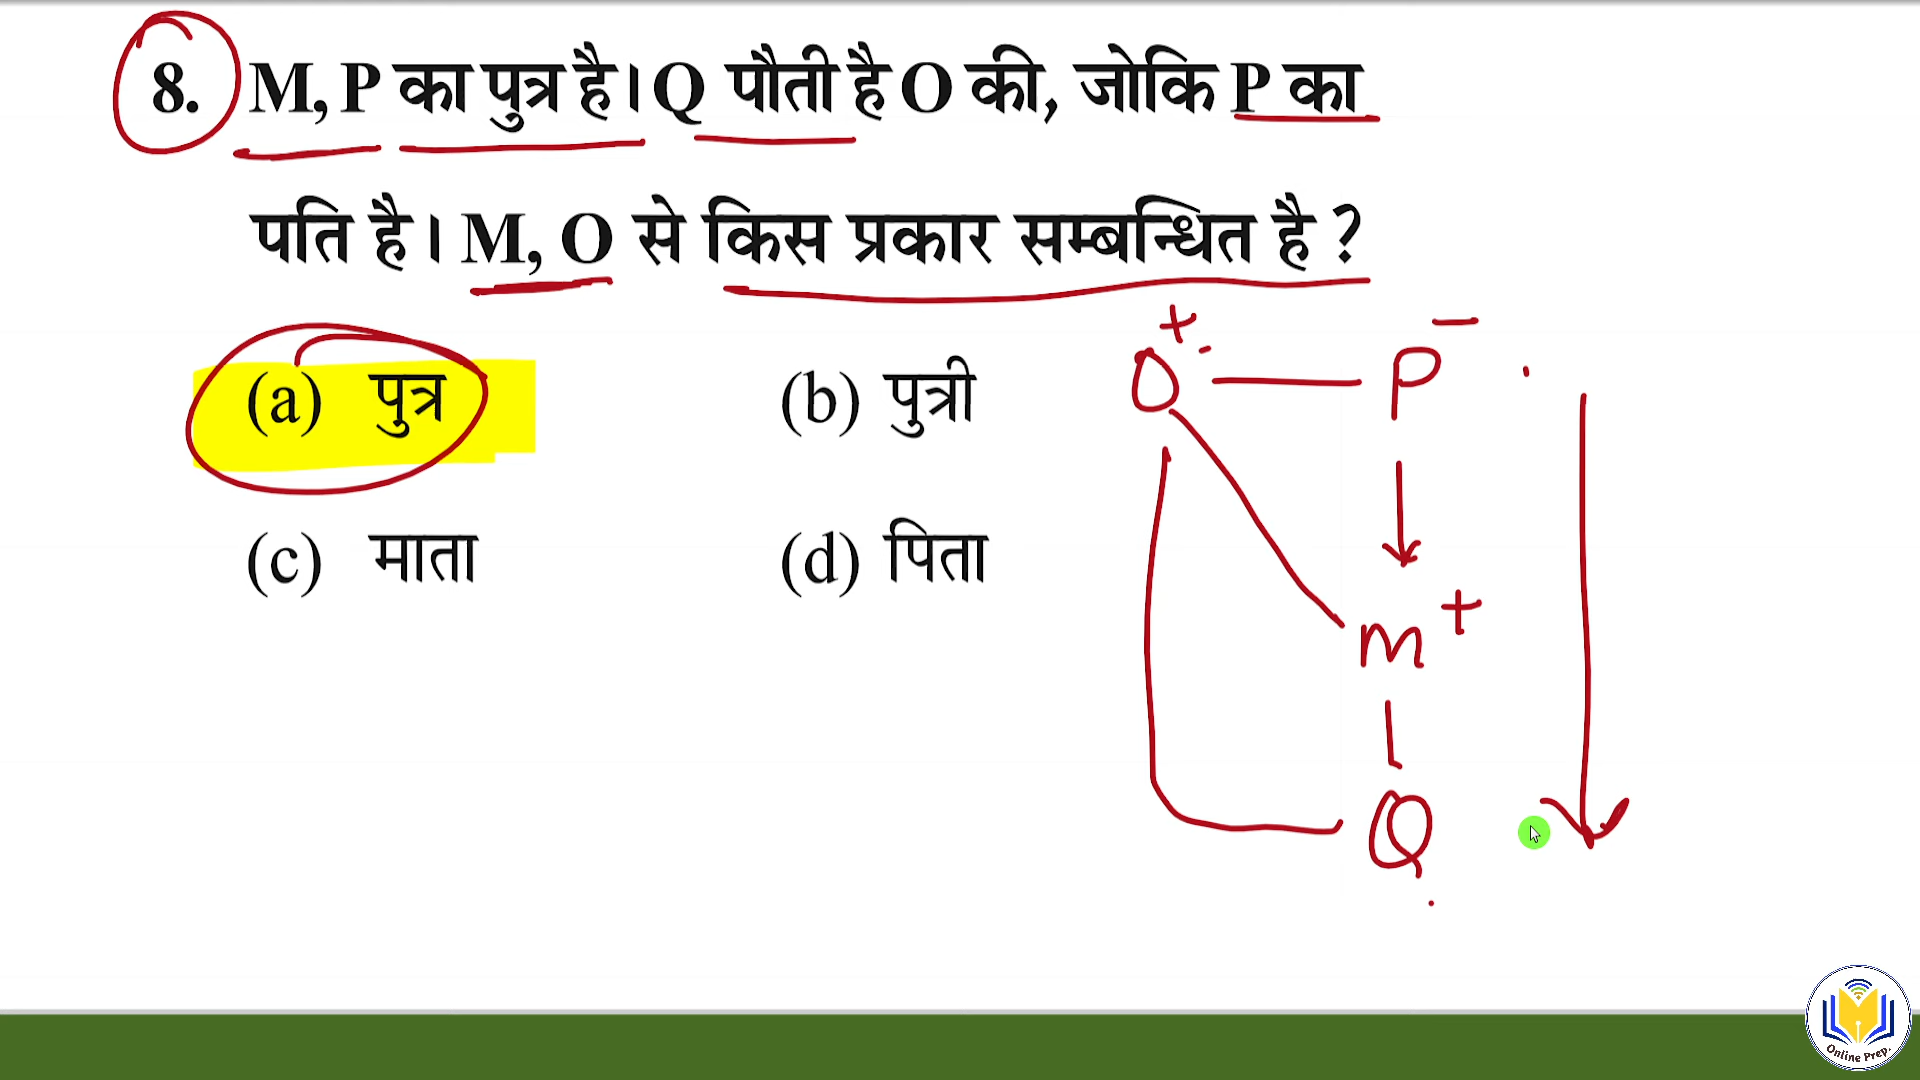 8. M, P का पुत्र है। Q पौती है O की, जोकि P का
पति है। M, O से किस प्रकार सम्बन्धित है ?
(a) पुत्र (b) पुत्री
(c) माता (d) पिता
O + — P −
M +
Q
Online Prep.